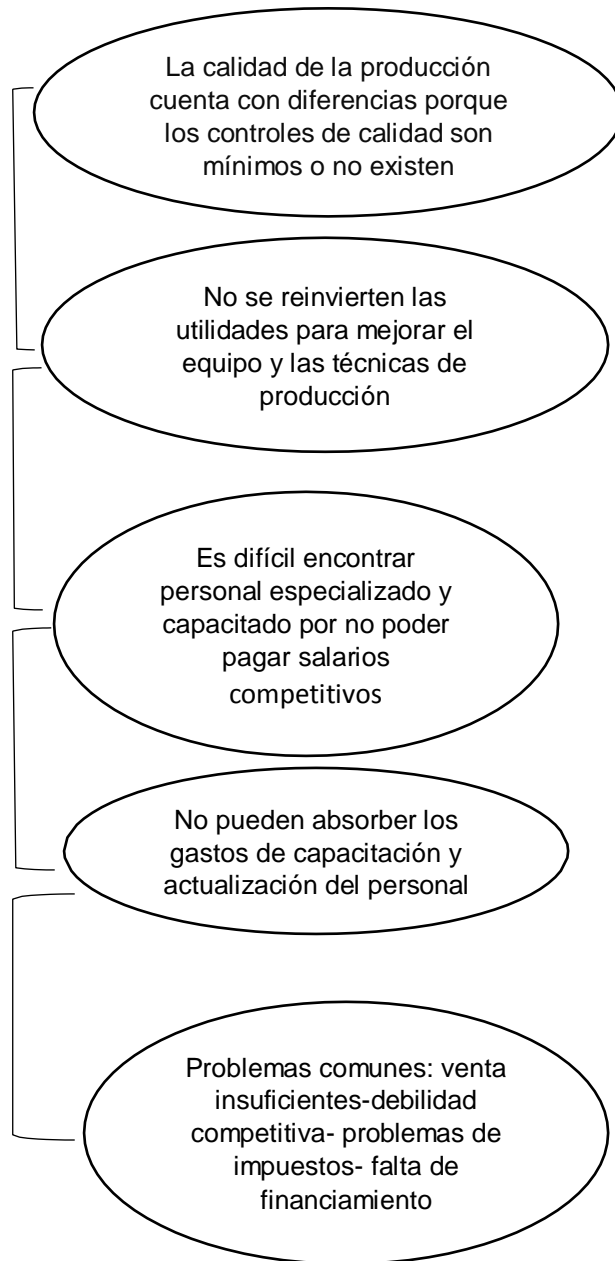 La calidad de la producción
cuenta con diferencias porque
los controles de calidad son
mínimos o no existen
No se reinvierten las
utilidades para mejorar el
equipo y las técnicas de
producción
Es difícil encontrar
personal especializado y
capacitado por no poder
pagar salarios
competitivos
No pueden absorber los
gastos de capacitación y
actualización del personal
Problemas comunes: venta
insuficientes-debilidad
competitiva- problemas de
impuestos- falta de
financiamiento